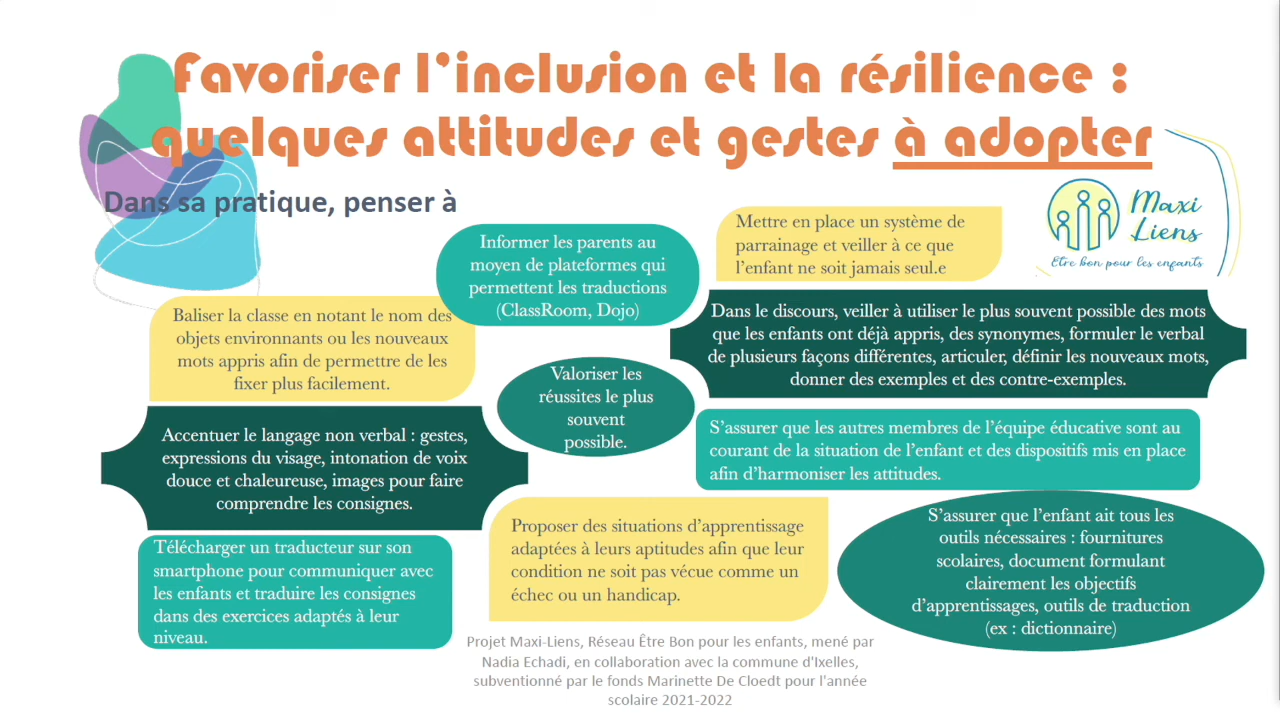 Favoriser l'inclusion et la résilience :
quelques attitudes et gestes à adopter
Dans sa pratique, penser à
Maxi
Liens
Etre bon pour les enfants
Informer les parents au
moyen de plateformes qui
permettent les traductions
(ClassRoom, Dojo)
Mettre en place un système de
parrainage et veiller à ce que
l'enfant ne soit jamais seul.e
Baliser la classe en notant le nom des
objets environnants ou les nouveaux
mots appris afin de permettre de les
fixer plus facilement.
Dans le discours, veiller à utiliser le plus souvent possible des mots
que les enfants ont déjà appris, des synonymes, formuler le verbal
de plusieurs façons différentes, articuler, définir les nouveaux mots,
donner des exemples et des contre-exemples.
Valoriser les
réussites le plus
souvent
possible.
Accentuer le langage non verbal : gestes,
expressions du visage, intonation de voix
douce et chaleureuse, images pour faire
comprendre les consignes.
S'assurer que les autres membres de l'équipe éducative sont au
courant de la situation de l'enfant et des dispositifs mis en place
afin d'harmoniser les attitudes.
Télécharger un traducteur sur son
smartphone pour communiquer avec
les enfants et traduire les consignes
dans des exercices adaptés à leur
niveau.
Proposer des situations d'apprentissage
adaptées à leurs aptitudes afin que leur
condition ne soit pas vécue comme un
échec ou un handicap.
S'assurer que l'enfant ait tous les
outils nécessaires : fournitures
scolaires, document formulant
clairement les objectifs
d'apprentissages, outils de traduction
(ex : dictionnaire)
Projet Maxi-Liens, Réseau Être Bon pour les enfants, mené par
Nadia Echadi, en collaboration avec la commune d'Ixelles,
subventionné par le fonds Marinette De Cloedt pour l'année
scolaire 2021-2022